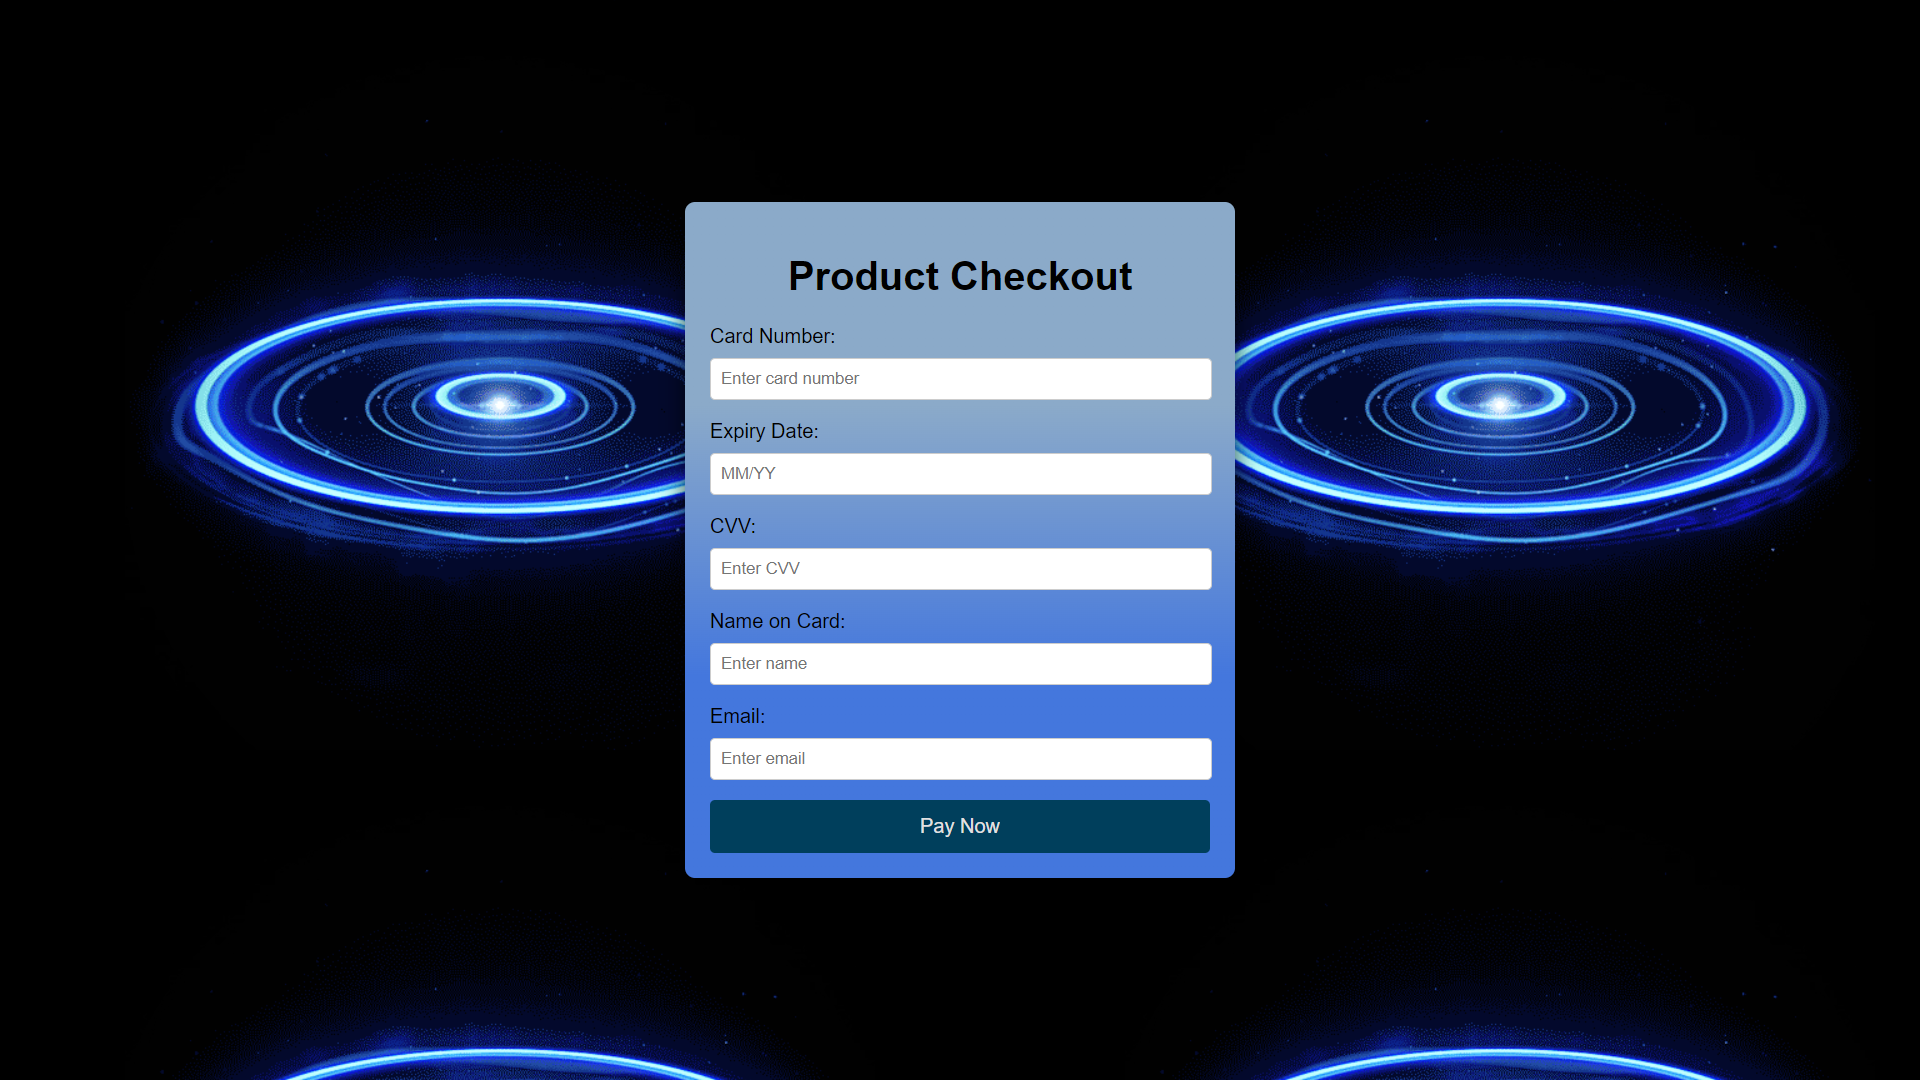 Product Checkout
Card Number:
Enter card number
Expiry Date:
MM/YY
CVV:
Enter CVV
Name on Card:
Enter name
Email:
Enter email
Pay Now